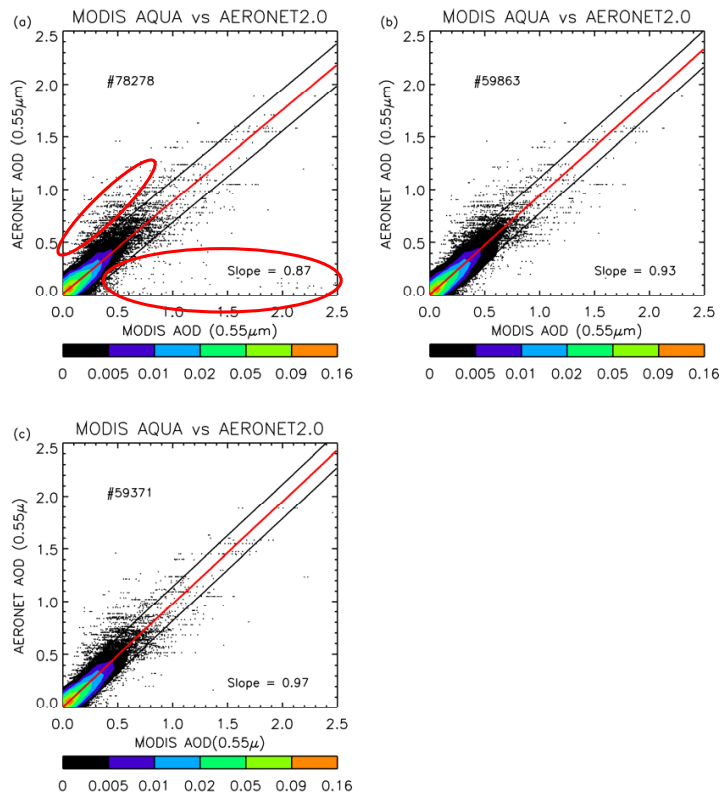 (a) MODIS AQUA vs AERONET2.0
2.5
2.0
1.5
1.0
0.5
0.0
AERONET AOD (0.55μm)
#78278
Slope = 0.87
0.0 0.5 1.0 1.5 2.0 2.5
MODIS AOD (0.55μm)
0 0.005 0.01 0.02 0.05 0.09 0.16
(b) MODIS AQUA vs AERONET2.0
2.5
2.0
1.5
1.0
0.5
0.0
AERONET AOD (0.55μm)
#59863
Slope = 0.93
0.0 0.5 1.0 1.5 2.0 2.5
MODIS AOD (0.55μm)
0 0.005 0.01 0.02 0.05 0.09 0.16
(c) MODIS AQUA vs AERONET2.0
2.5
2.0
1.5
1.0
0.5
0.0
AERONET AOD (0.55μ)
#59371
Slope = 0.97
0.0 0.5 1.0 1.5 2.0 2.5
MODIS AOD(0.55μ)
0 0.005 0.01 0.02 0.05 0.09 0.16